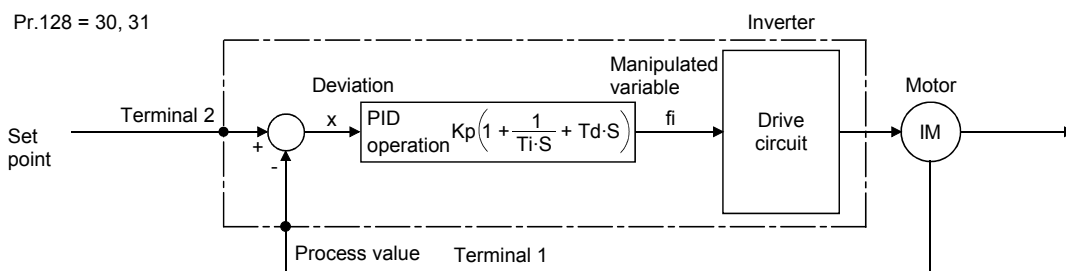 Pr.128 = 30, 31
Inverter
Deviation
Manipulated
variable
Motor
Terminal 2
Set
point
+
-
x
PID
operation
Kp(1 + 1/Ti·S + Td·S)
fi
Drive
circuit
IM
Process value
Terminal 1